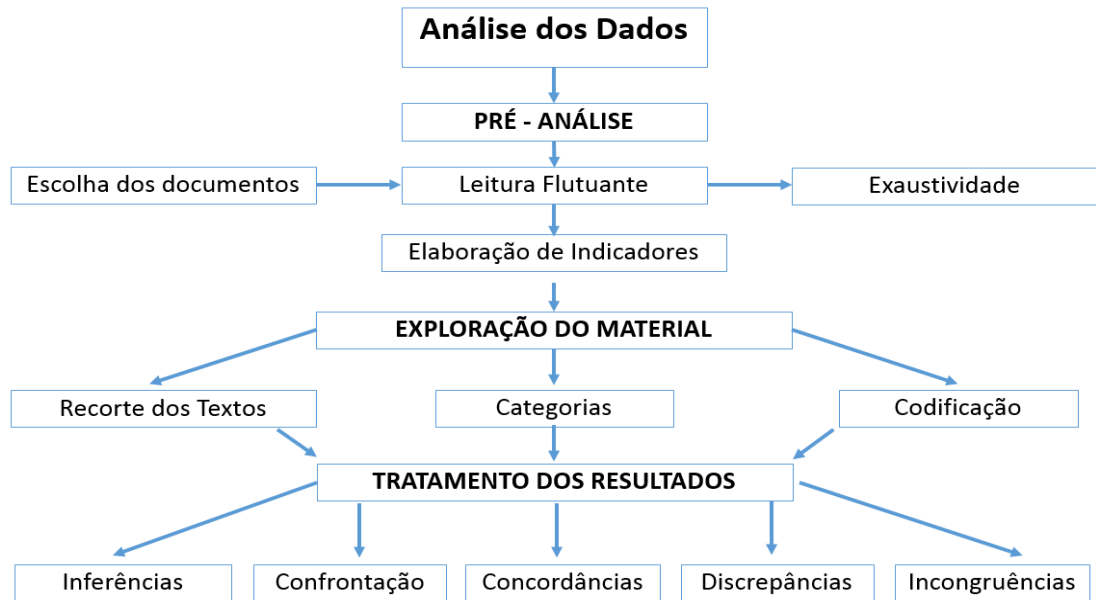 Análise dos Dados
PRÉ - ANÁLISE
Escolha dos documentos
Leitura Flutuante
Exaustividade
Elaboração de Indicadores
EXPLORAÇÃO DO MATERIAL
Recorte dos Textos
Categorias
Codificação
TRATAMENTO DOS RESULTADOS
Inferências
Confrontação
Concordâncias
Discrepâncias
Incongruências